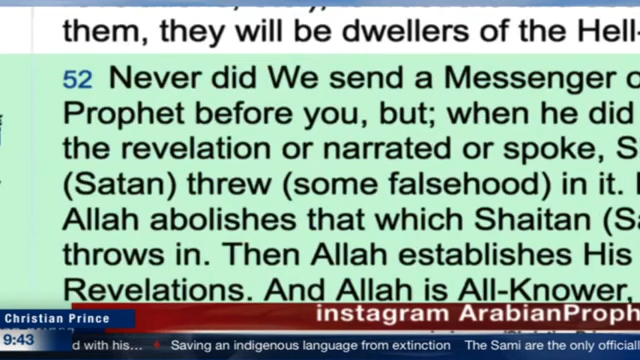 them, they will be dwellers of the Hell-
52 Never did We send a Messenger o
Prophet before you, but; when he did
the revelation or narrated or spoke, S
(Satan) threw (some falsehood) in it.
Allah abolishes that which Shaitan (Sa
throws in. Then Allah establishes His
Revelations. And Allah is All-Knower,
Christian Prince
instagram ArabianProph
9:43
d with his... Saving an indigenous language from extinction The Sami are the only official